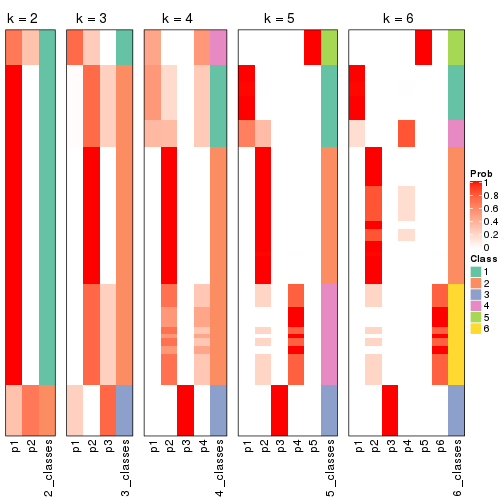 k = 2
k = 3
k = 4
k = 5
k = 6
p1
p2
2_classes
p1
p2
p3
3_classes
p1
p2
p3
p4
4_classes
p1
p2
p3
p4
p5
5_classes
p1
p2
p3
p4
p5
p6
6_classes
Prob
1
0.8
0.6
0.4
0.2
0
Class
1
2
3
4
5
6